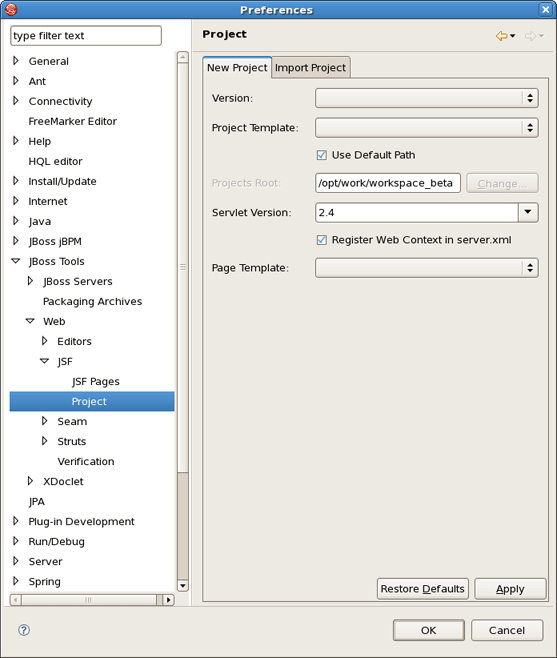 Preferences
type filter text
General
Ant
Connectivity
FreeMarker Editor
Help
HQL editor
Install/Update
Internet
Java
JBoss jBPM
JBoss Tools
JBoss Servers
Packaging Archives
Web
Editors
JSF
JSF Pages
Project
Seam
Struts
Verification
XDoclet
JPA
Plug-in Development
Run/Debug
Server
Spring
Project
New Project Import Project
Version:
Project Template:
Use Default Path
Projects Root: /opt/work/workspace_beta Change...
Servlet Version: 2.4
Register Web Context in server.xml
Page Template:
Restore Defaults Apply
? OK Cancel